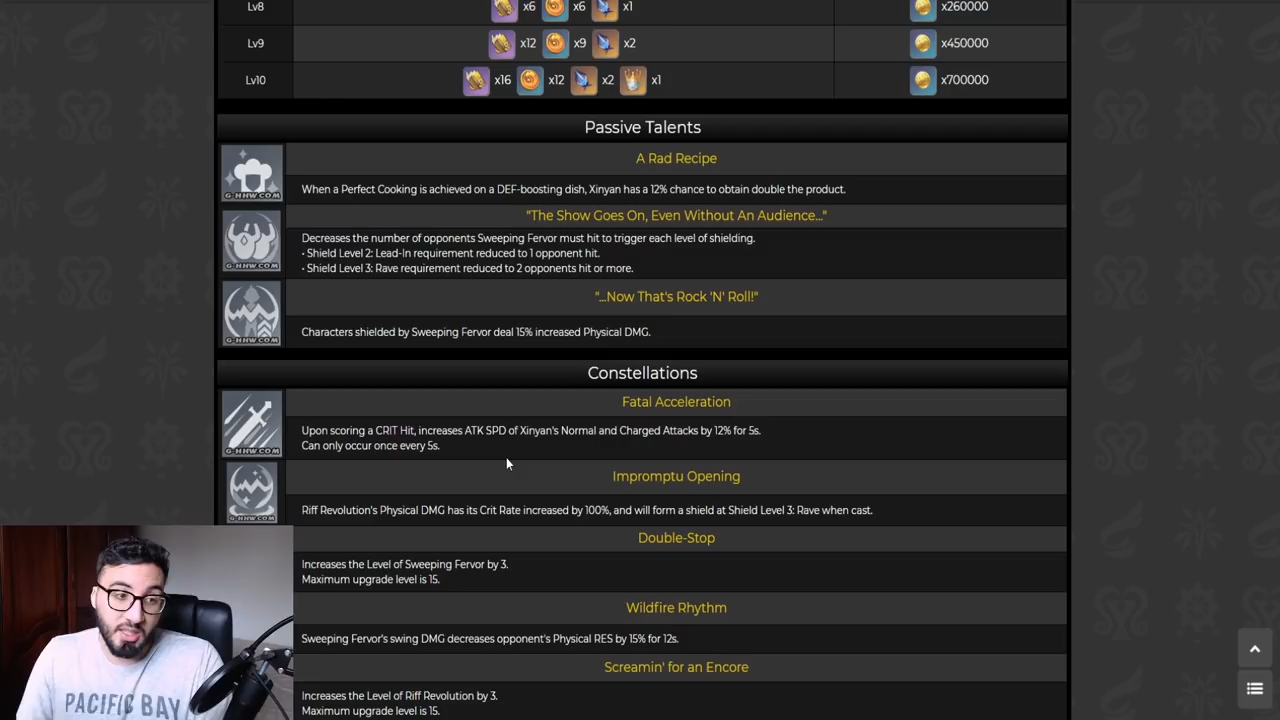 Lv8
x6 x6 x1
x260000
Lv9
x12 x9 x2
x450000
Lv10
x16 x12 x2 x1
x700000
Passive Talents
G-HHW.COM
A Rad Recipe
When a Perfect Cooking is achieved on a DEF-boosting dish, Xinyan has a 12% chance to obtain double the product.
G-HHW.COM
"The Show Goes On, Even Without An Audience..."
Decreases the number of opponents Sweeping Fervor must hit to trigger each level of shielding.
• Shield Level 2: Lead-In requirement reduced to 1 opponent hit.
• Shield Level 3: Rave requirement reduced to 2 opponents hit or more.
G-HHW.COM
"...Now That's Rock 'N' Roll!"
Characters shielded by Sweeping Fervor deal 15% increased Physical DMG.
Constellations
G-HHW.COM
Fatal Acceleration
Upon scoring a CRIT Hit, increases ATK SPD of Xinyan's Normal and Charged Attacks by 12% for 5s.
Can only occur once every 5s.
G-HHW.COM
Impromptu Opening
Riff Revolution's Physical DMG has its Crit Rate increased by 100%, and will form a shield at Shield Level 3: Rave when cast.
Double-Stop
Increases the Level of Sweeping Fervor by 3.
Maximum upgrade level is 15.
Wildfire Rhythm
Sweeping Fervor's swing DMG decreases opponent's Physical RES by 15% for 12s.
Screamin' for an Encore
Increases the Level of Riff Revolution by 3.
Maximum upgrade level is 15.
PACIFIC BAY